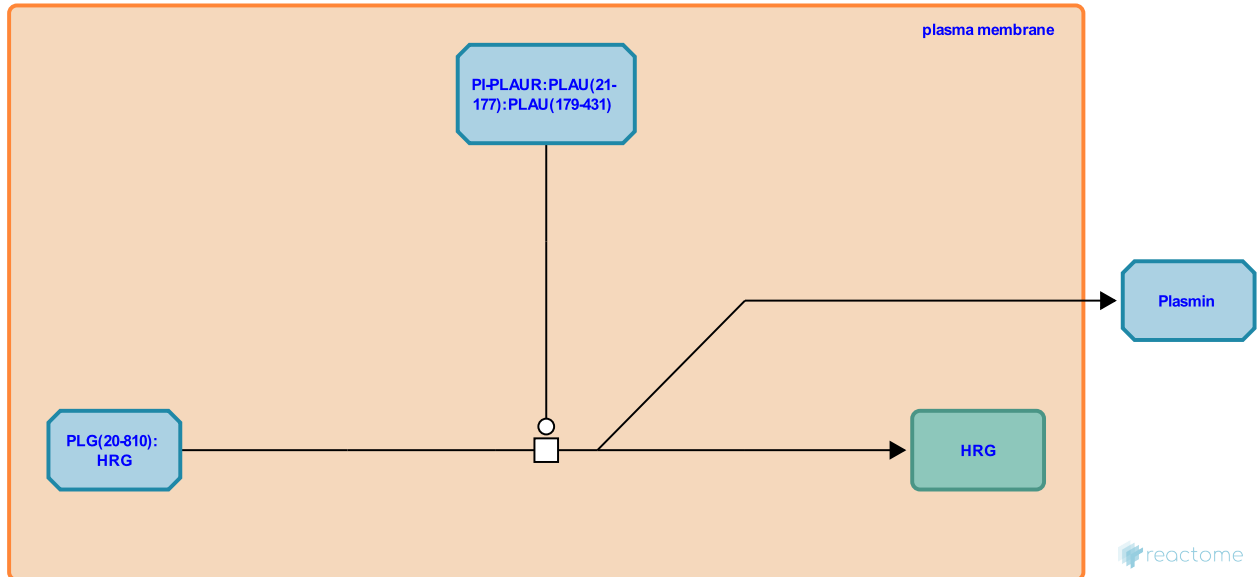 plasma membrane
PI-PLAUR:PLAU(21-
177):PLAU(179-431)
Plasmin
PLG(20-810):
HRG
HRG
reactome